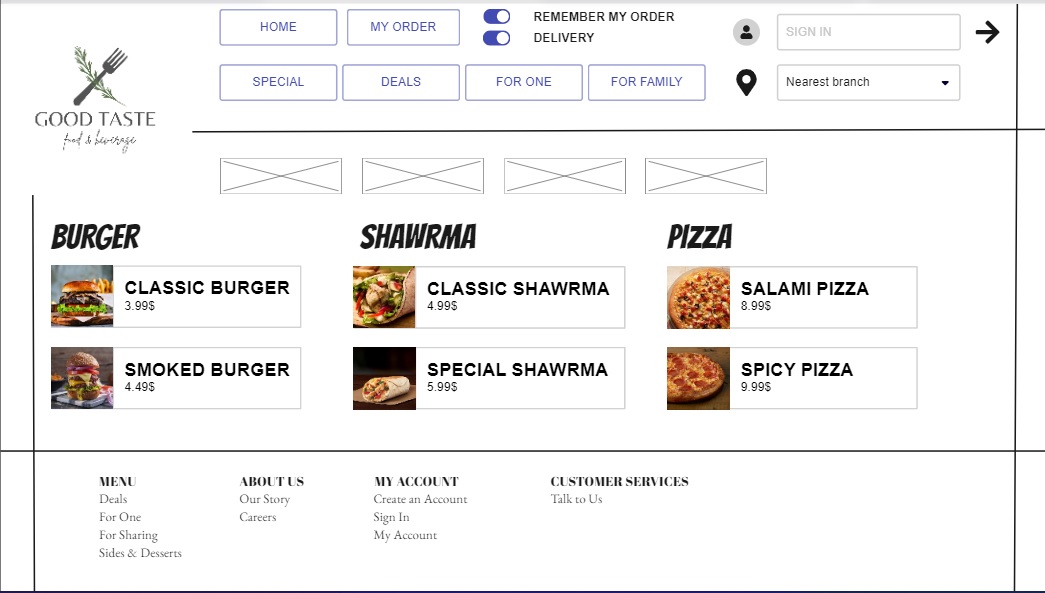 HOME
MY ORDER
REMEMBER MY ORDER
DELIVERY
SIGN IN
SPECIAL
DEALS
FOR ONE
FOR FAMILY
Nearest branch
GOOD TASTE
food & beverage
BURGER
SHAWRMA
PIZZA
CLASSIC BURGER
3.99$
CLASSIC SHAWRMA
4.99$
SALAMI PIZZA
8.99$
SMOKED BURGER
4.49$
SPECIAL SHAWRMA
5.99$
SPICY PIZZA
9.99$
MENU
Deals
For One
For Sharing
Sides & Desserts
ABOUT US
Our Story
Careers
MY ACCOUNT
Create an Account
Sign In
My Account
CUSTOMER SERVICES
Talk to Us